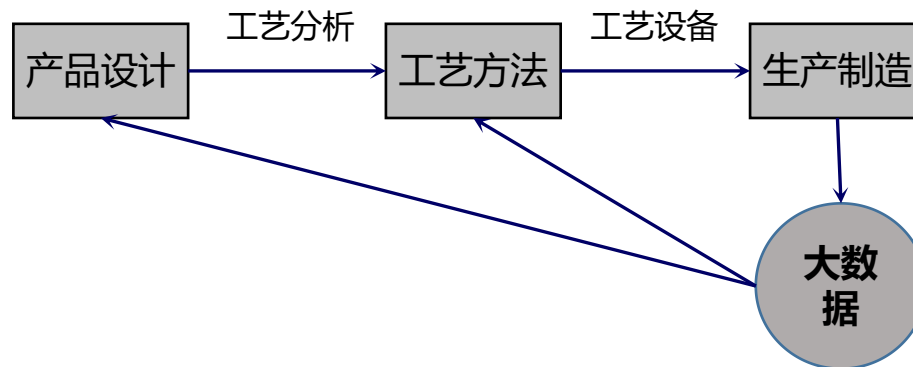 工艺分析
工艺设备
产品设计
工艺方法
生产制造
大数
据